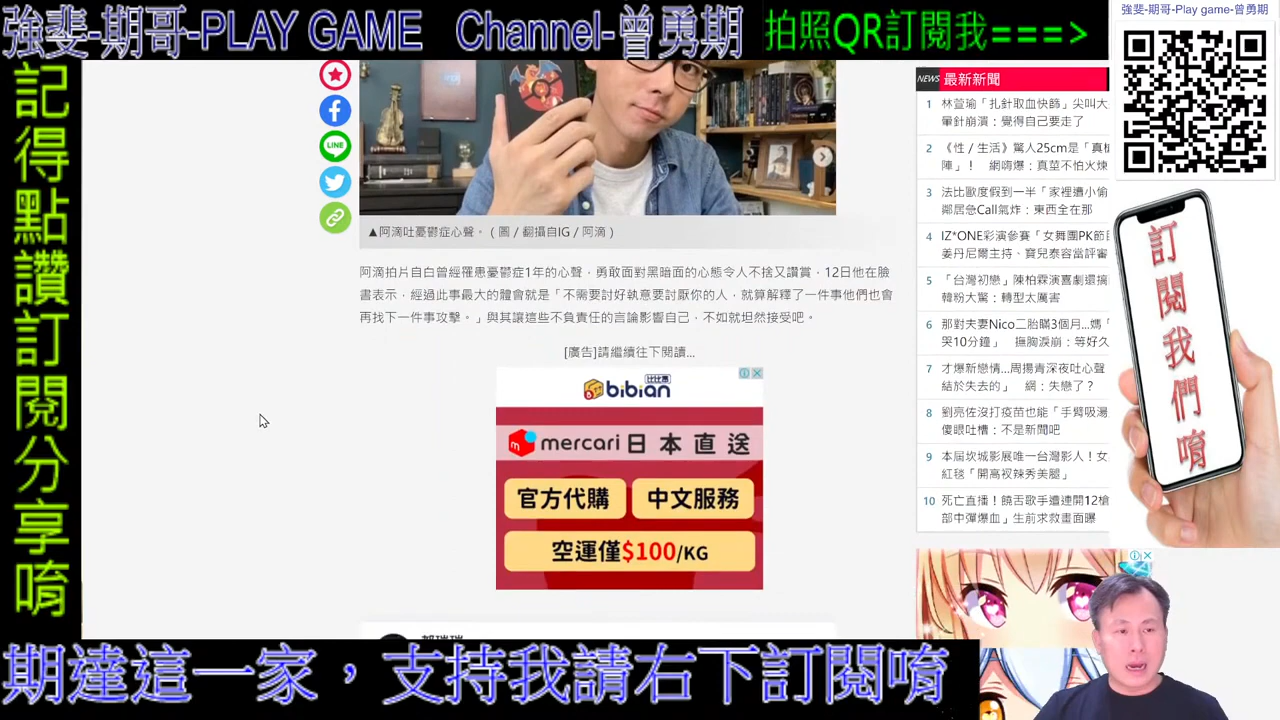 強斐-期哥-PLAY GAME Channel-曾勇期
拍照QR訂閱我===>
強斐-期哥-Play game-曾勇期
記得點讚訂閱分享唷
LINE
▲阿滴吐憂鬱症心聲。（圖／翻攝自IG／阿滴）
阿滴拍片自白曾經罹患憂鬱症1年的心聲，勇敢面對黑暗面的心態令人不捨又讚賞，12日他在臉
書表示，經過此事最大的體會就是「不需要討好執意要討厭你的人，就算解釋了一件事他們也會
再找下一件事攻擊。」與其讓這些不負責任的言論影響自己，不如就坦然接受吧。
[廣告]請繼續往下閱讀...
bibian 比比昂
mercari 日本直送
官方代購
中文服務
空運僅$100/KG
NEWS 最新新聞
1 林萱瑜「扎針取血快篩」尖叫大
暈針崩潰：覺得自己要走了
2 《性／生活》驚人25cm是「真槍
陣」！ 網嗨爆：真菜不怕火煉
3 法比歐度假到一半「家裡遭小偷
鄰居急Call氣炸：東西全在那
4 IZ*ONE彩演參賽「女舞團PK節目
姜丹尼爾主持、寶兒泰容當評審
5 「台灣初戀」陳柏霖演喜劇還搞
韓粉大驚：轉型太厲害
6 那對夫妻Nico二胎瞞3個月...媽「
哭10分鐘」 撫胸淚崩：等好久
7 才爆新戀情...周揚青深夜吐心聲
結於失去的」 網：失戀了？
8 劉亮佐沒打疫苗也能「手臂吸湯
傻眼吐槽：不是新聞吧
9 本屆坎城影展唯一台灣影人！女
紅毯「開高衩辣秀美腿」
10 死亡直播！饒舌歌手遭連開12槍
部中彈爆血」生前求救畫面曝
訂閱我們唷
期達這一家，支持我請右下訂閱唷